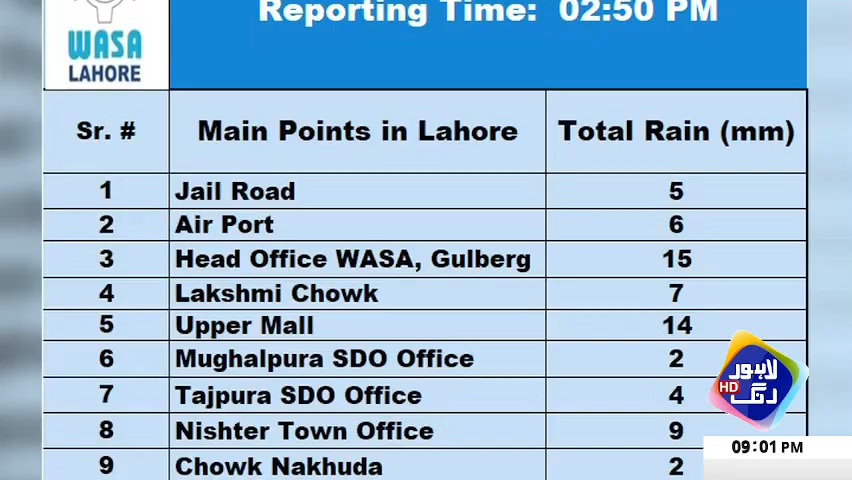 Reporting Time: 02:50 PM
WASA
LAHORE
Sr. # Main Points in Lahore Total Rain (mm)
1 Jail Road 5
2 Air Port 6
3 Head Office WASA, Gulberg 15
4 Lakshmi Chowk 7
5 Upper Mall 14
6 Mughalpura SDO Office 2
7 Tajpura SDO Office 4
8 Nishter Town Office 9
9 Chowk Nakhuda 2
لاہور
HD رنگ
09:01 PM